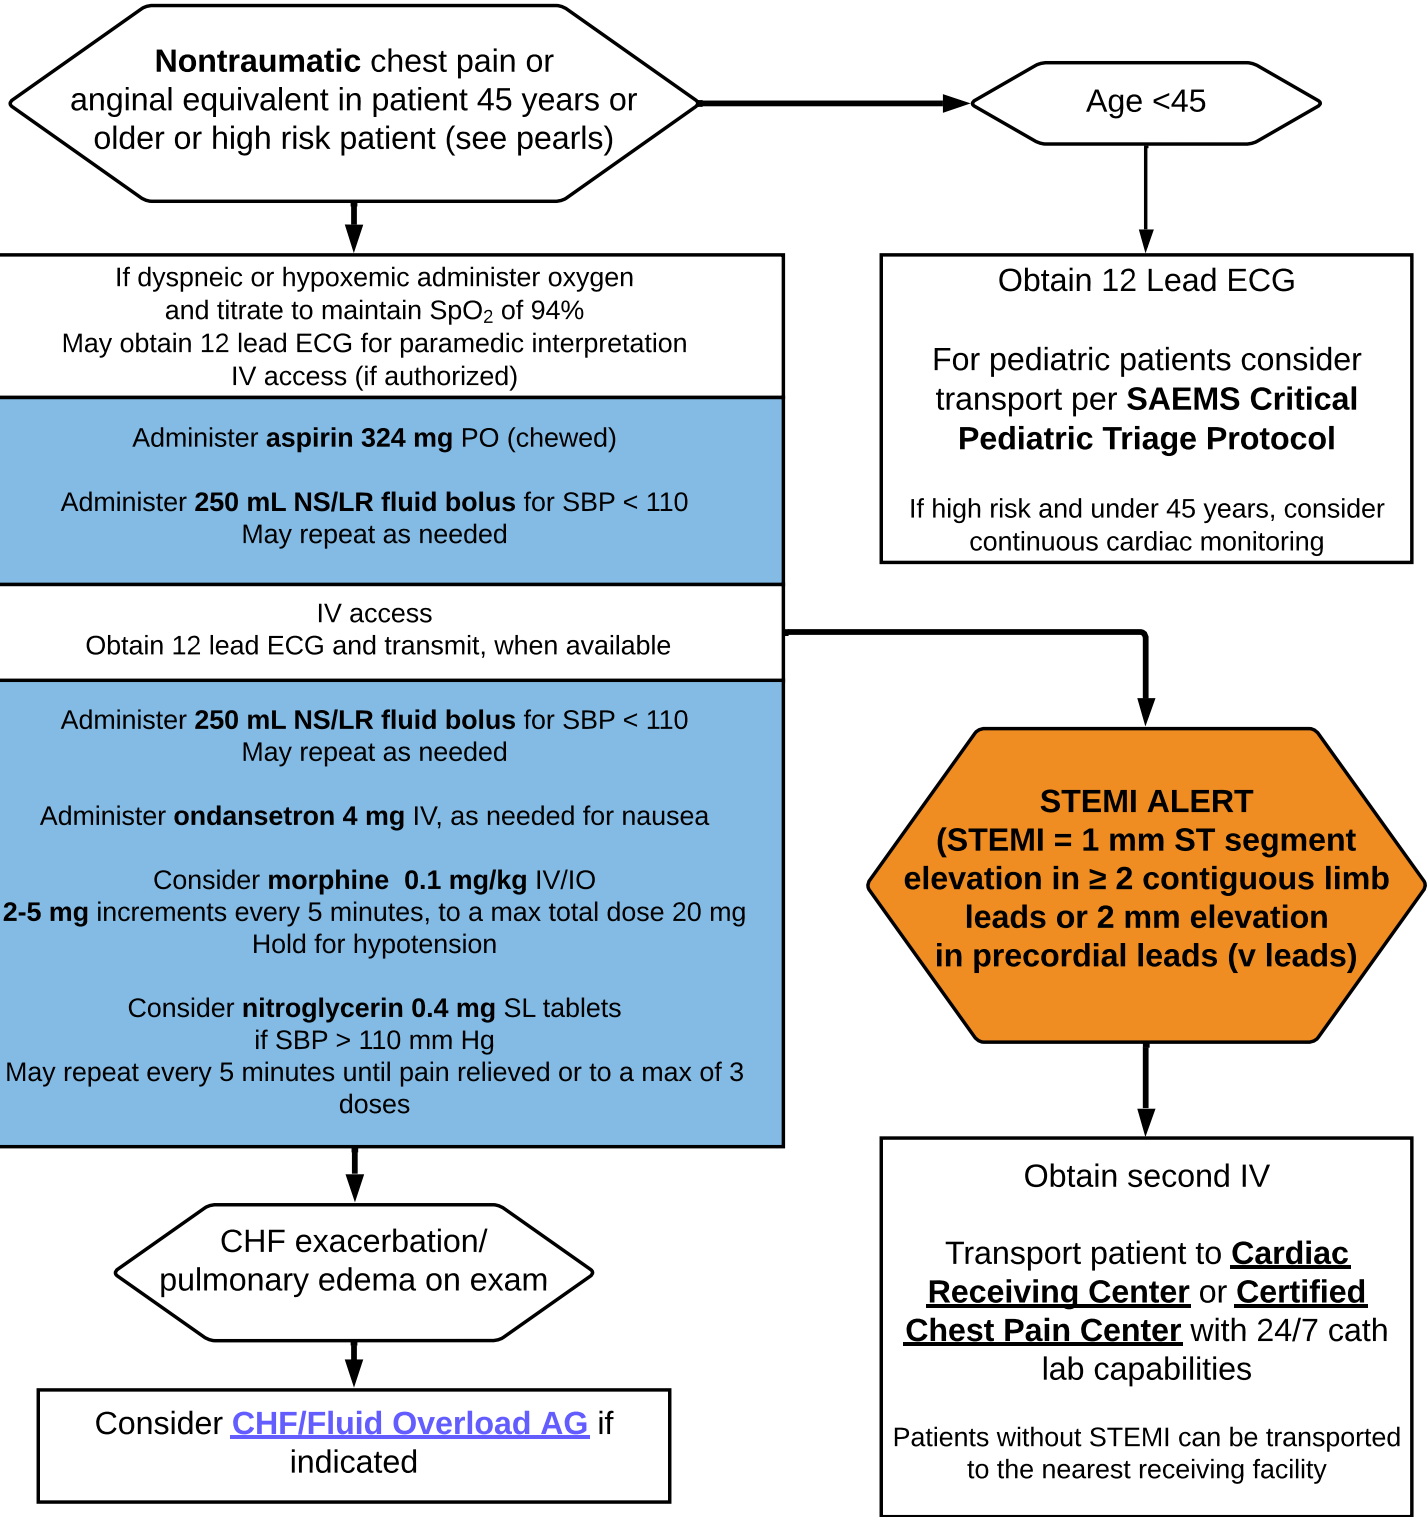 Nontraumatic chest pain or
anginal equivalent in patient 45 years or
older or high risk patient (see pearls)
Age <45
If dyspneic or hypoxemic administer oxygen
and titrate to maintain SpO₂ of 94%
May obtain 12 lead ECG for paramedic interpretation
IV access (if authorized)
Administer aspirin 324 mg PO (chewed)
Administer 250 mL NS/LR fluid bolus for SBP < 110
May repeat as needed
IV access
Obtain 12 lead ECG and transmit, when available
Administer 250 mL NS/LR fluid bolus for SBP < 110
May repeat as needed
Administer ondansetron 4 mg IV, as needed for nausea
Consider morphine  0.1 mg/kg IV/IO
2-5 mg increments every 5 minutes, to a max total dose 20 mg
Hold for hypotension
Consider nitroglycerin 0.4 mg SL tablets
if SBP > 110 mm Hg
May repeat every 5 minutes until pain relieved or to a max of 3
doses
CHF exacerbation/
pulmonary edema on exam
Consider CHF/Fluid Overload AG if
indicated
Obtain 12 Lead ECG
For pediatric patients consider
transport per SAEMS Critical
Pediatric Triage Protocol
If high risk and under 45 years, consider
continuous cardiac monitoring
STEMI ALERT
(STEMI = 1 mm ST segment
elevation in ≥ 2 contiguous limb
leads or 2 mm elevation
in precordial leads (v leads)
Obtain second IV
Transport patient to Cardiac
Receiving Center or Certified
Chest Pain Center with 24/7 cath
lab capabilities
Patients without STEMI can be transported
to the nearest receiving facility